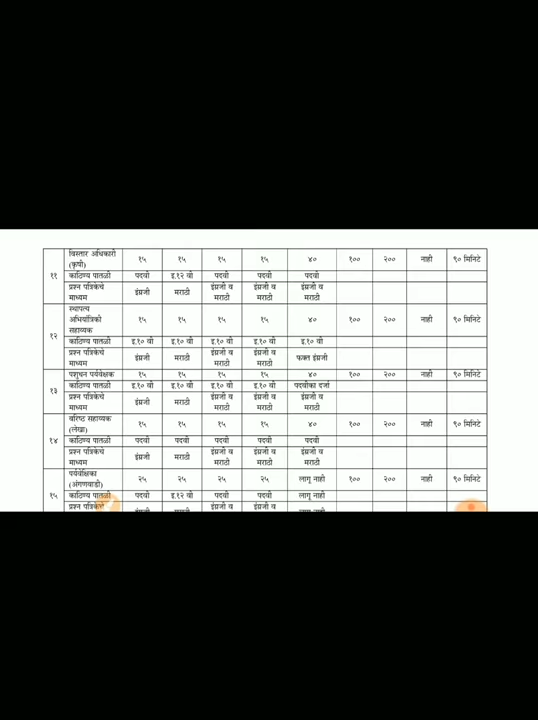 विस्तार अधिकारी १५ १५ १५ १५ ४० १०० २०० नाही ९० मिनिटे
(कृषी)
११ काठिण्य पातळी पदवी इ.१२ वी पदवी पदवी पदवी
प्रश्न पत्रिकेचे इंग्रजी मराठी इंग्रजी व इंग्रजी व इंग्रजी व
माध्यम मराठी मराठी मराठी
स्थापत्य
अभियांत्रिकी १५ १५ १५ १५ ४० १०० २०० नाही ९० मिनिटे
सहाय्यक
१२ काठिण्य पातळी इ.१० वी इ.१० वी इ.१० वी इ.१० वी इ.१० वी
प्रश्न पत्रिकेचे इंग्रजी मराठी इंग्रजी व इंग्रजी व फक्त इंग्रजी
माध्यम मराठी मराठी
पशुधन पर्यवेक्षक १५ १५ १५ १५ ४० १०० २०० नाही ९० मिनिटे
१३ काठिण्य पातळी इ.१० वी इ.१० वी इ.१० वी इ.१० वी पदवीका दर्जा
प्रश्न पत्रिकेचे इंग्रजी मराठी इंग्रजी व इंग्रजी व इंग्रजी व
माध्यम मराठी मराठी मराठी
वरिष्ठ सहाय्यक १५ १५ १५ १५ ४० १०० २०० नाही ९० मिनिटे
(लेखा)
१४ काठिण्य पातळी पदवी पदवी पदवी पदवी पदवी
प्रश्न पत्रिकेचे इंग्रजी मराठी इंग्रजी व इंग्रजी व इंग्रजी व
माध्यम मराठी मराठी मराठी
पर्यवेक्षिका २५ २५ २५ २५ लागू नाही १०० २०० नाही ९० मिनिटे
(अंगणवाडी)
१५ काठिण्य पातळी पदवी इ.१२ वी पदवी पदवी लागू नाही
प्रश्न पत्रिकेचे इंग्रजी व इंग्रजी व